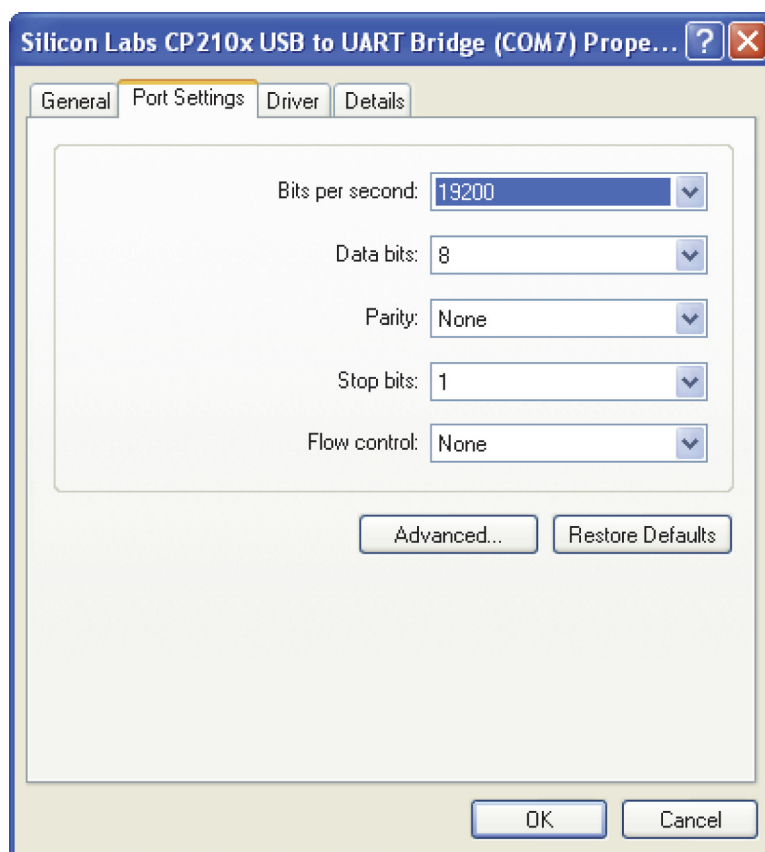 Silicon Labs CP210x USB to UART Bridge (COM7) Prope...
General Port Settings Driver Details
Bits per second: 19200
Data bits: 8
Parity: None
Stop bits: 1
Flow control: None
Advanced... Restore Defaults
OK Cancel